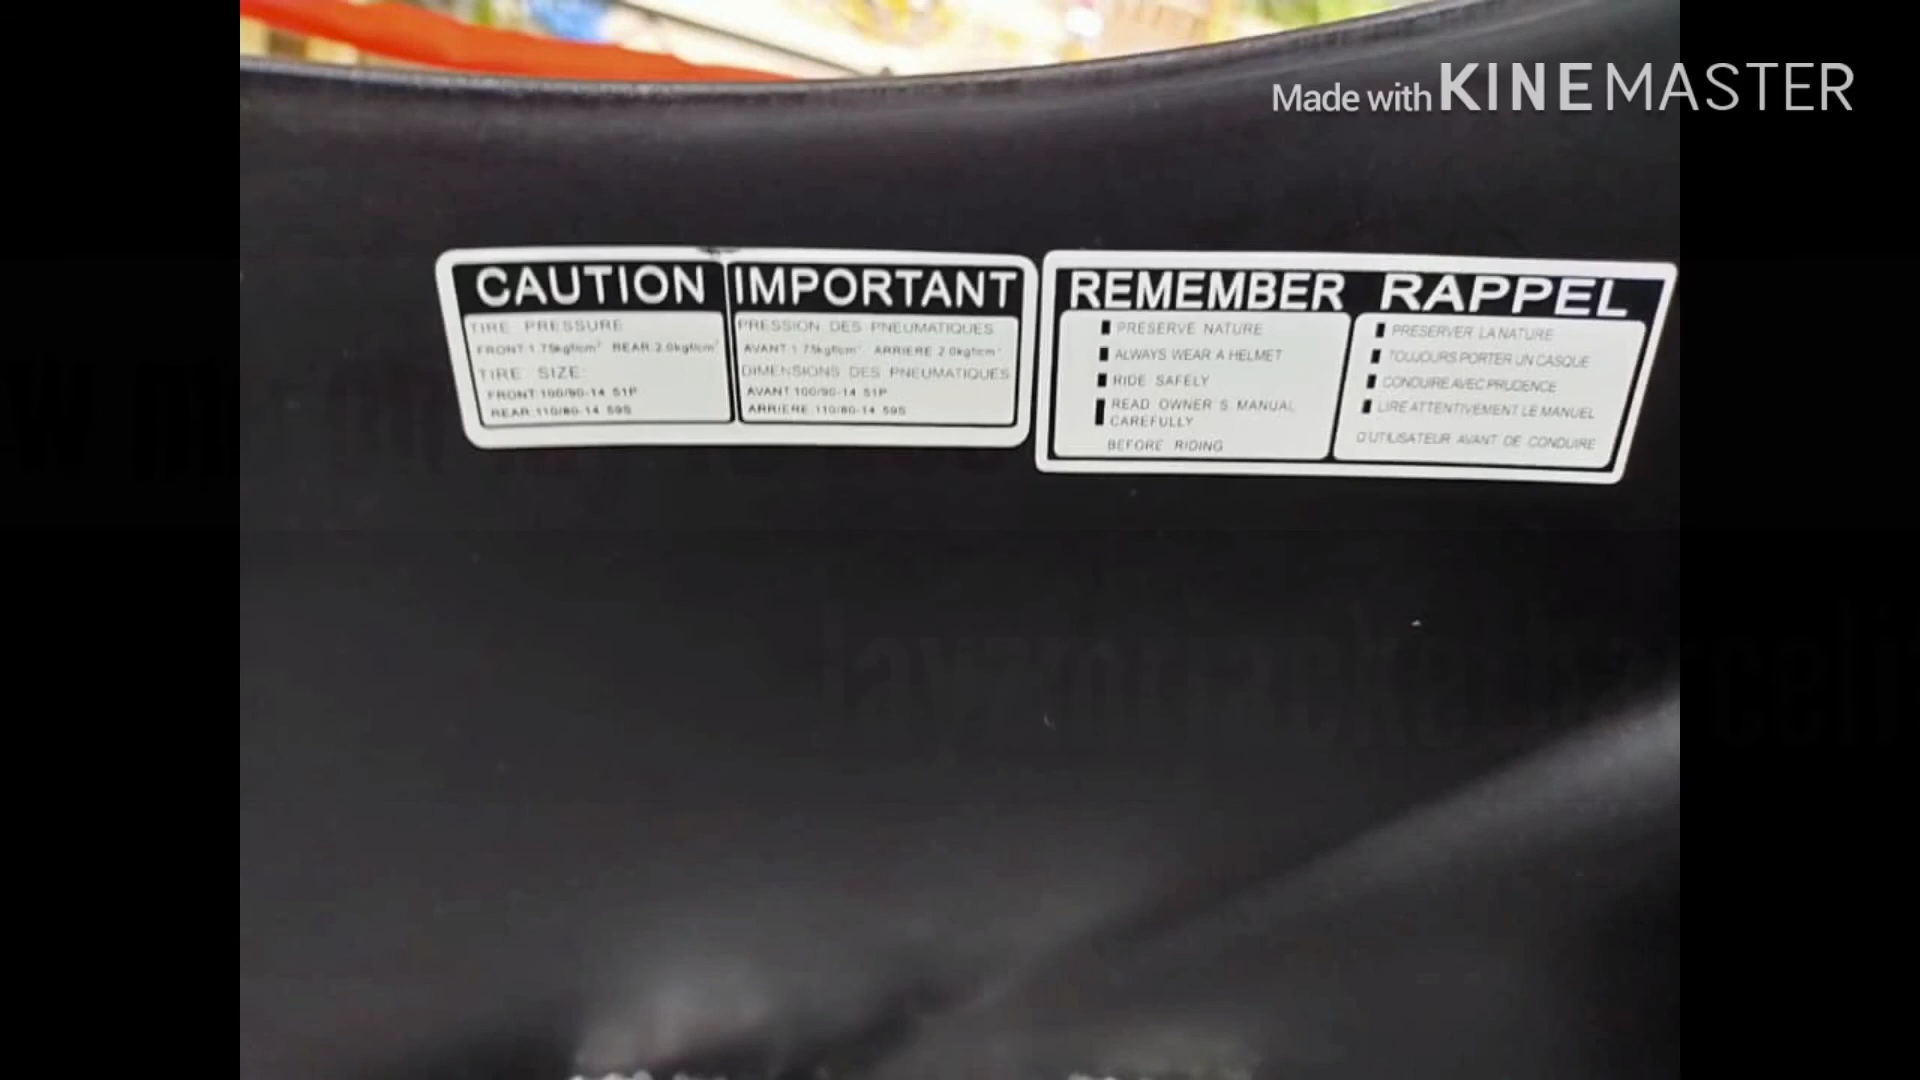 Made with KINEMASTER
CAUTION
TIRE PRESSURE
FRONT:1.75kgf/cm² REAR:2.0kgf/cm²
TIRE SIZE:
FRONT:100/90-14 51P
REAR:110/80-14 59S
IMPORTANT
PRESSION DES PNEUMATIQUES
AVANT:1.75kgf/cm² ARRIERE 2.0kgf/cm²
DIMENSIONS DES PNEUMATIQUES
AVANT:100/90-14 51P
ARRIERE:110/80-14 59S
REMEMBER
PRESERVE NATURE
ALWAYS WEAR A HELMET
RIDE SAFELY
READ OWNER'S MANUAL
CAREFULLY
BEFORE RIDING
RAPPEL
PRESERVER LA NATURE
TOUJOURS PORTER UN CASQUE
CONDUIRE AVEC PRUDENCE
LIRE ATTENTIVEMENT LE MANUEL
D'UTILISATEUR AVANT DE CONDUIRE